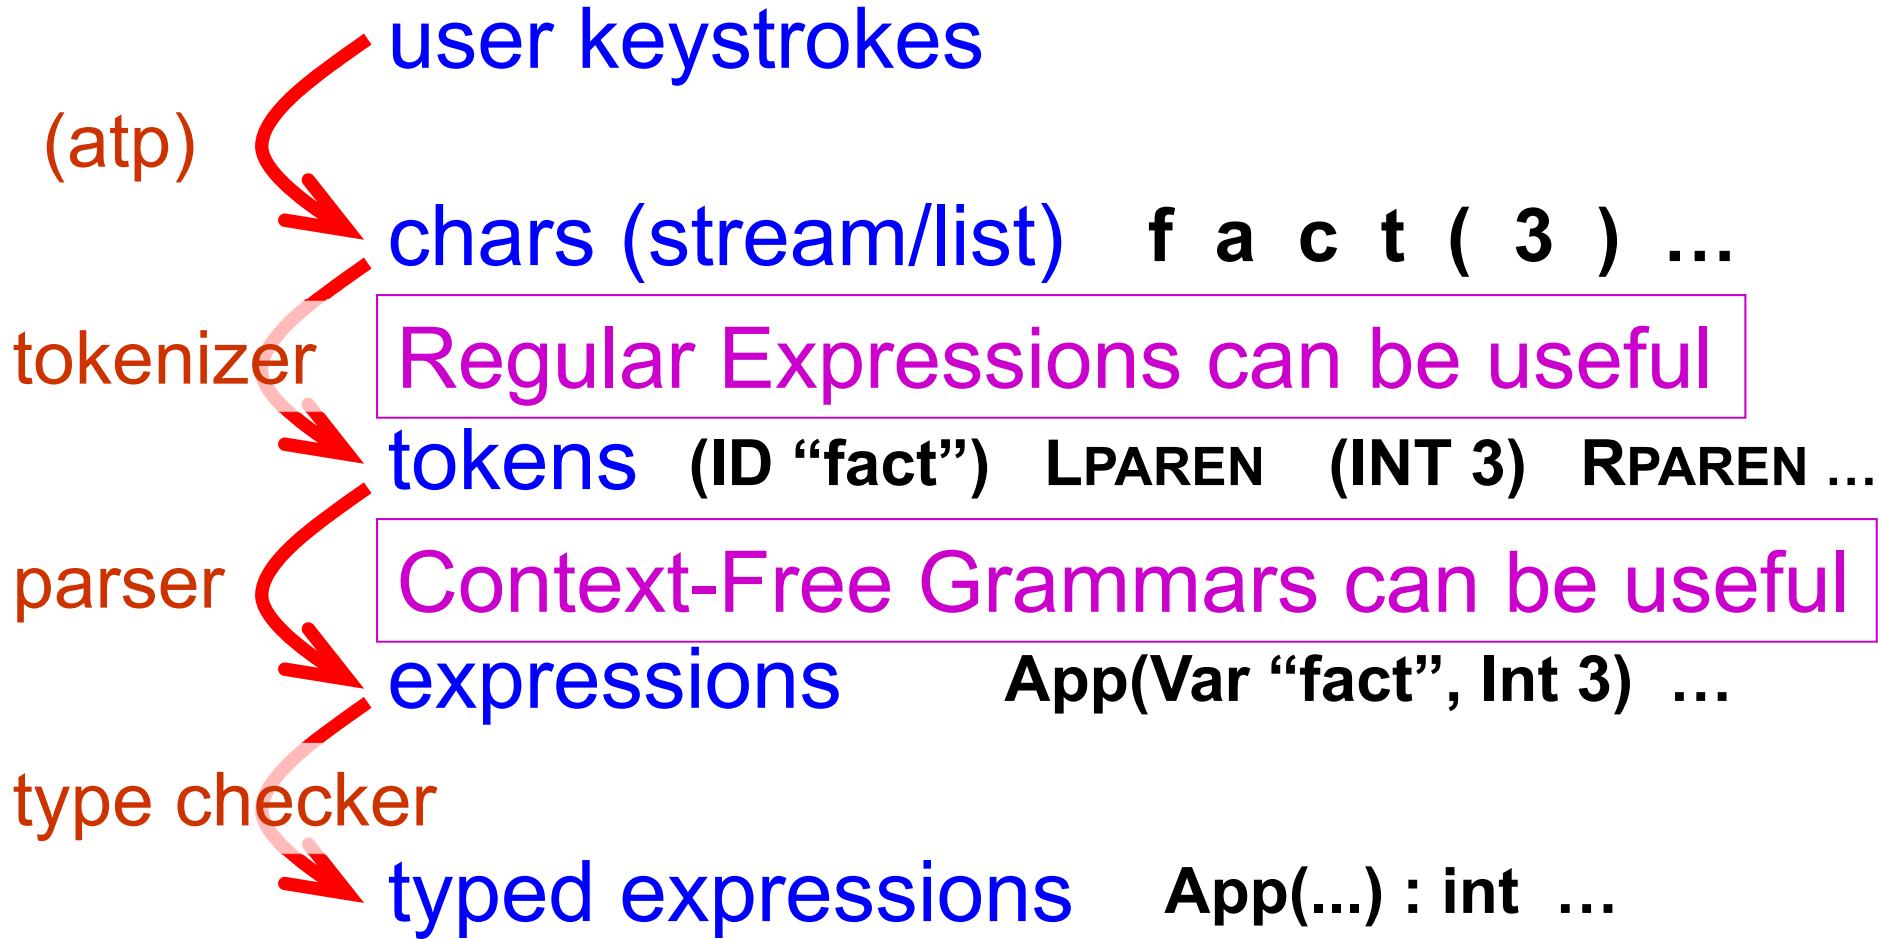 user keystrokes
(atp)
chars (stream/list) f a c t ( 3 ) …
tokenizer Regular Expressions can be useful
tokens (ID “fact”) LPAREN (INT 3) RPAREN …
parser Context-Free Grammars can be useful
expressions App(Var “fact”, Int 3) …
type checker
typed expressions App(...) : int …